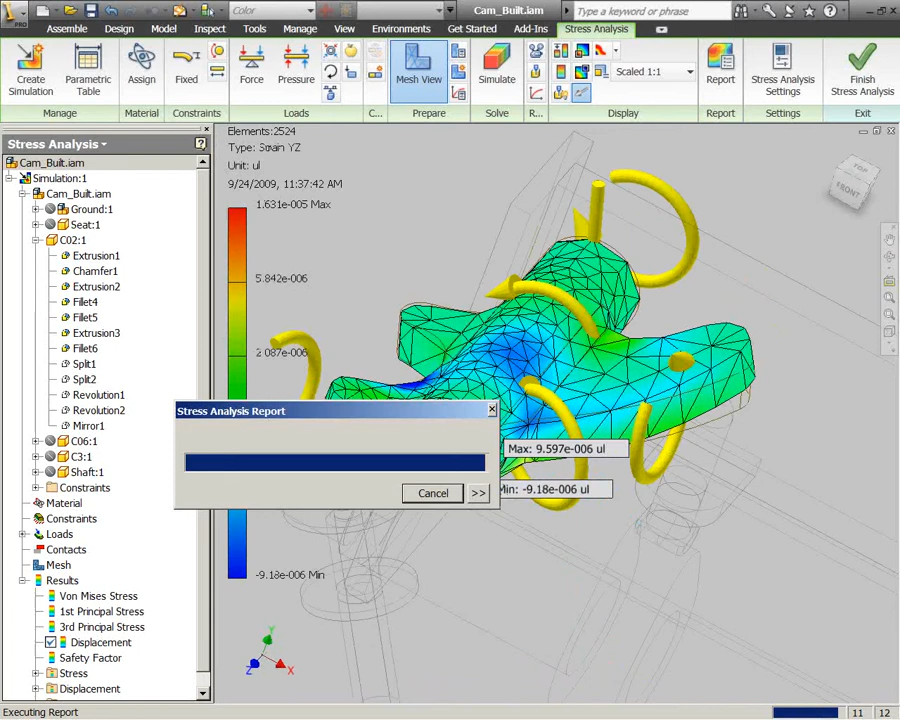 PRO
Color
Cam_Built.iam
Type a keyword or phrase
Assembly Design Model Inspect Tools Manage View Environments Get Started Add-Ins Stress Analysis
Create Simulation
Parametric Table
Assign
Fixed
Force
Pressure
Mesh View
Simulate
Scaled 1:1
Report
Stress Analysis Settings
Finish Stress Analysis
Manage Material Constraints Loads C... Prepare Solve R... Display Report Settings Exit
Stress Analysis
Cam_Built.iam
Simulation:1
Cam_Built.iam
Ground:1
Seat:1
C02:1
Extrusion1
Chamfer1
Extrusion2
Fillet4
Fillet5
Extrusion3
Fillet6
Split1
Split2
Revolution1
Revolution2
Mirror1
C06:1
C3:1
Shaft:1
Constraints
Material
Constraints
Loads
Contacts
Mesh
Results
Von Mises Stress
1st Principal Stress
3rd Principal Stress
Displacement
Safety Factor
Stress
Displacement
Elements:2524
Type: Strain YZ
Unit: ul
9/24/2009, 11:37:42 AM
1.631e-005 Max
5.842e-006
2.087e-006
-9.18e-006 Min
TOP
FRONT
Stress Analysis Report
Cancel >>
Max: 9.597e-006 ul
Min: -9.18e-006 ul
Y
Z
X
Executing Report
11 12